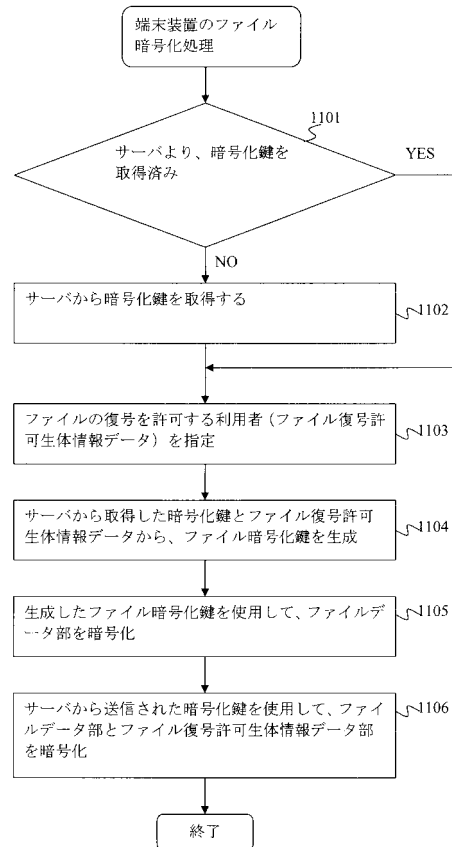 端末装置のファイル
暗号化処理
1101
サーバより、暗号化鍵を
取得済み
YES
NO
サーバから暗号化鍵を取得する
1102
ファイルの復号を許可する利用者(ファイル復号許
可生体情報データ)を指定
1103
サーバから取得した暗号化鍵とファイル復号許可
生体情報データから、ファイル暗号化鍵を生成
1104
生成したファイル暗号化鍵を使用して、ファイルデ
ータ部を暗号化
1105
サーバから送信された暗号化鍵を使用して、ファイ
ルデータ部とファイル復号許可生体情報データ部
を暗号化
1106
終了